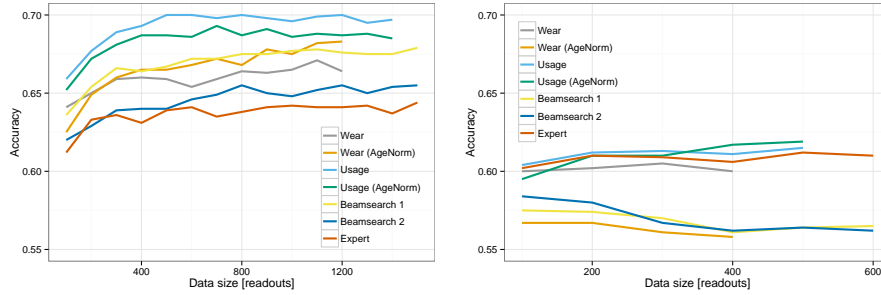 0.70
0.65
0.60
0.55
Accuracy
400
800
1200
Data size [readouts]
Wear
Wear (AgeNorm)
Usage
Usage (AgeNorm)
Beamsearch 1
Beamsearch 2
Expert
0.70
0.65
0.60
0.55
Accuracy
200
400
600
Data size [readouts]
Wear
Wear (AgeNorm)
Usage
Usage (AgeNorm)
Beamsearch 1
Beamsearch 2
Expert